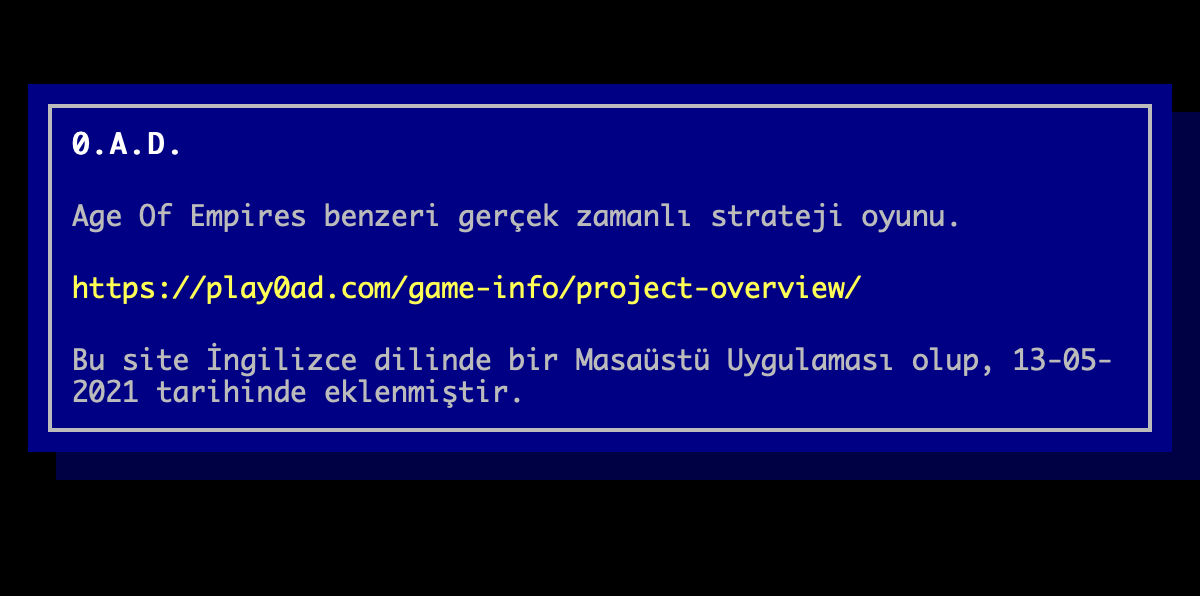 0.A.D.
Age Of Empires benzeri gerçek zamanlı strateji oyunu.
https://play0ad.com/game-info/project-overview/
Bu site İngilizce dilinde bir Masaüstü Uygulaması olup, 13-05-
2021 tarihinde eklenmiştir.